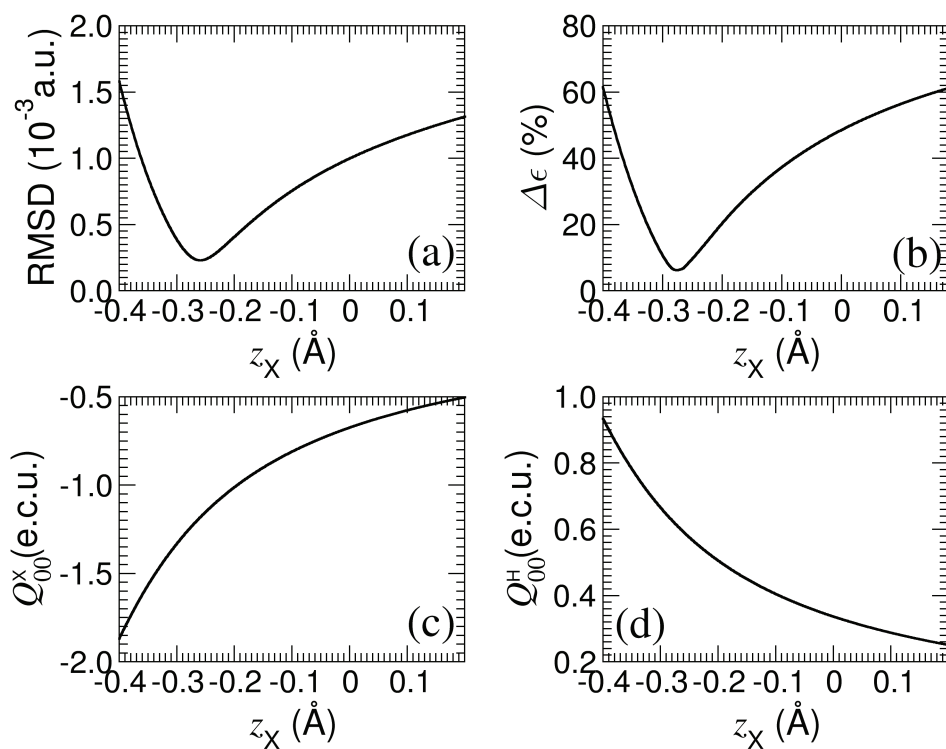 RMSD (10⁻³a.u.)
2.0
1.5
1.0
0.5
0.0
(a)
-0.4 -0.3 -0.2 -0.1 0 0.1
z_X (Å)
Δϵ (%)
80
60
40
20
0
(b)
-0.4 -0.3 -0.2 -0.1 0 0.1
z_X (Å)
Q₀₀ˣ(e.c.u.)
-0.5
-1.0
-1.5
-2.0
(c)
-0.4 -0.3 -0.2 -0.1 0 0.1
z_X (Å)
Q₀₀ᴴ(e.c.u.)
1.0
0.8
0.6
0.4
0.2
(d)
-0.4 -0.3 -0.2 -0.1 0 0.1
z_X (Å)